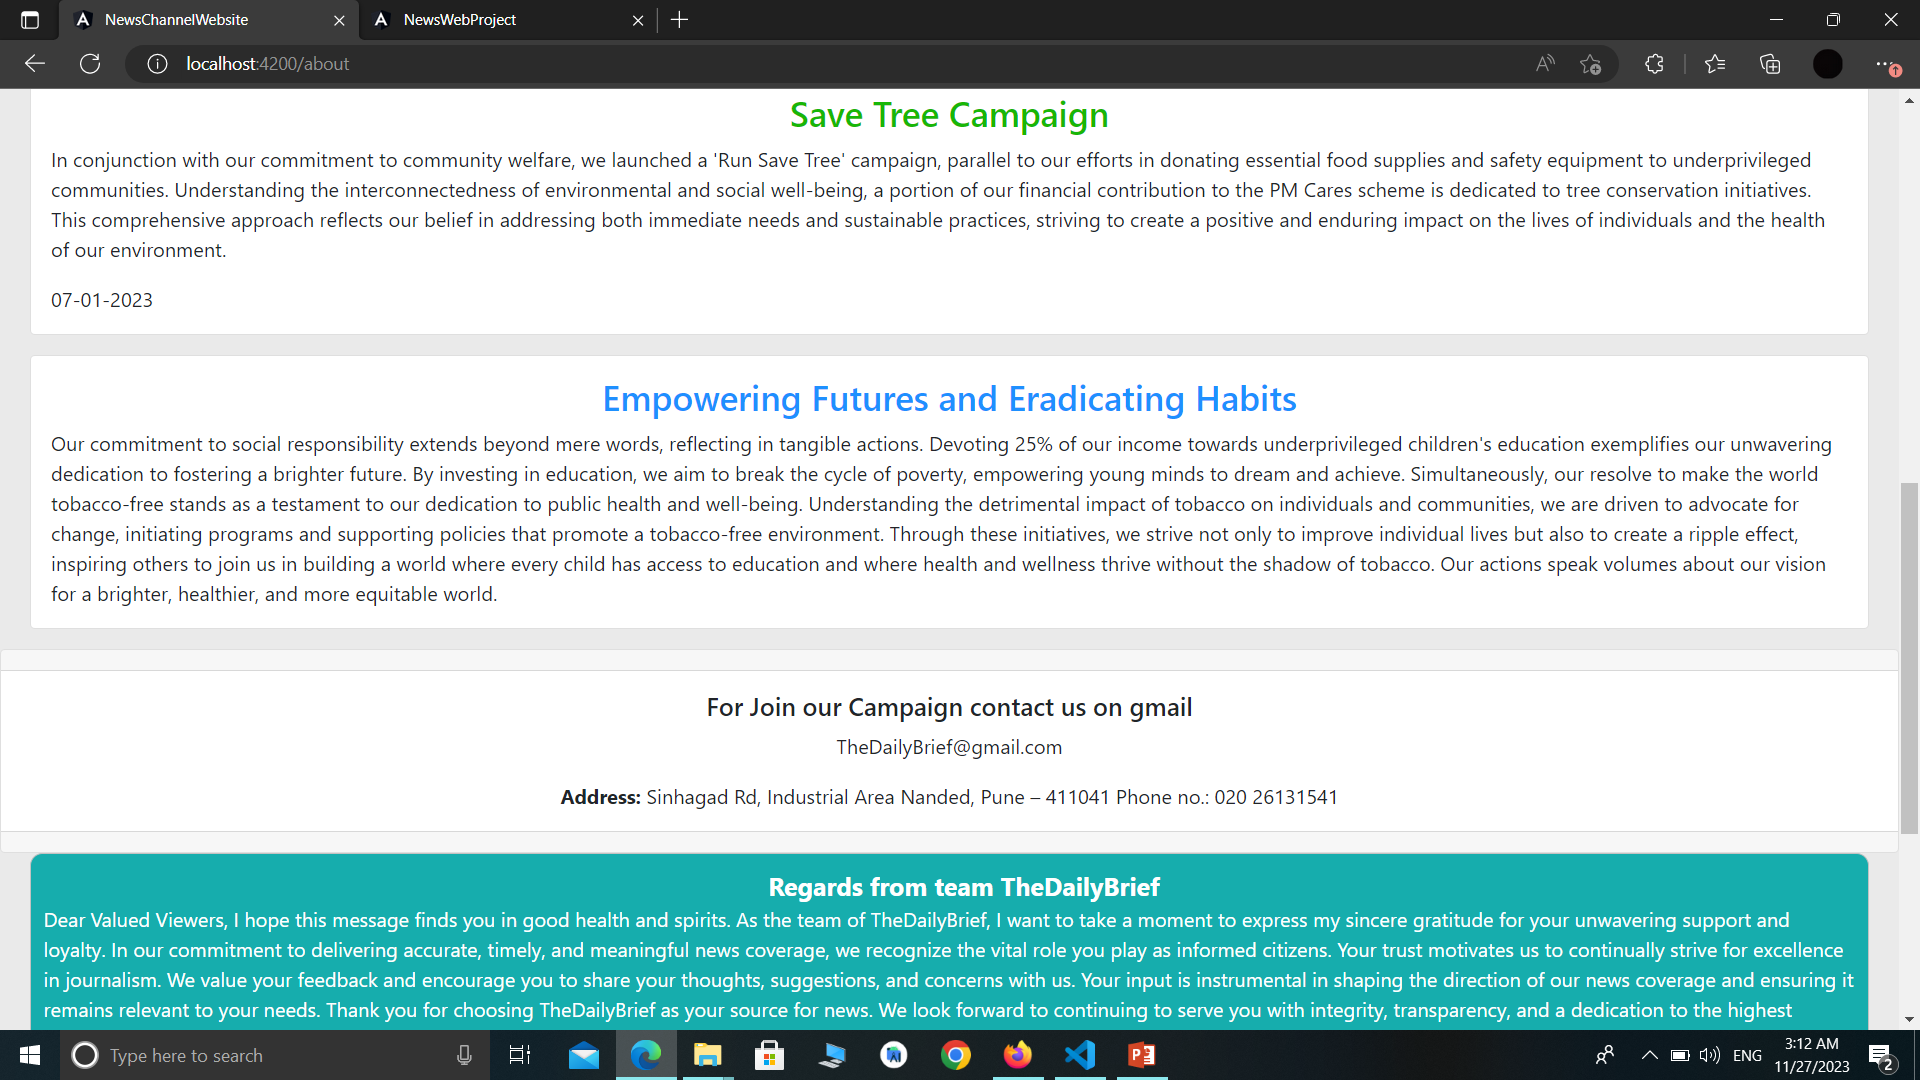 NewsChannelWebsite
NewsWebProject
localhost:4200/about
Save Tree Campaign
In conjunction with our commitment to community welfare, we launched a 'Run Save Tree' campaign, parallel to our efforts in donating essential food supplies and safety equipment to underprivileged
communities. Understanding the interconnectedness of environmental and social well-being, a portion of our financial contribution to the PM Cares scheme is dedicated to tree conservation initiatives.
This comprehensive approach reflects our belief in addressing both immediate needs and sustainable practices, striving to create a positive and enduring impact on the lives of individuals and the health
of our environment.
07-01-2023
Empowering Futures and Eradicating Habits
Our commitment to social responsibility extends beyond mere words, reflecting in tangible actions. Devoting 25% of our income towards underprivileged children's education exemplifies our unwavering
dedication to fostering a brighter future. By investing in education, we aim to break the cycle of poverty, empowering young minds to dream and achieve. Simultaneously, our resolve to make the world
tobacco-free stands as a testament to our dedication to public health and well-being. Understanding the detrimental impact of tobacco on individuals and communities, we are driven to advocate for
change, initiating programs and supporting policies that promote a tobacco-free environment. Through these initiatives, we strive not only to improve individual lives but also to create a ripple effect,
inspiring others to join us in building a world where every child has access to education and where health and wellness thrive without the shadow of tobacco. Our actions speak volumes about our vision
for a brighter, healthier, and more equitable world.
For Join our Campaign contact us on gmail
TheDailyBrief@gmail.com
Address: Sinhagad Rd, Industrial Area Nanded, Pune – 411041 Phone no.: 020 26131541
Regards from team TheDailyBrief
Dear Valued Viewers, I hope this message finds you in good health and spirits. As the team of TheDailyBrief, I want to take a moment to express my sincere gratitude for your unwavering support and
loyalty. In our commitment to delivering accurate, timely, and meaningful news coverage, we recognize the vital role you play as informed citizens. Your trust motivates us to continually strive for excellence
in journalism. We value your feedback and encourage you to share your thoughts, suggestions, and concerns with us. Your input is instrumental in shaping the direction of our news coverage and ensuring it
remains relevant to your needs. Thank you for choosing TheDailyBrief as your source for news. We look forward to continuing to serve you with integrity, transparency, and a dedication to the highest
Type here to search
ENG
3:12 AM
11/27/2023
2